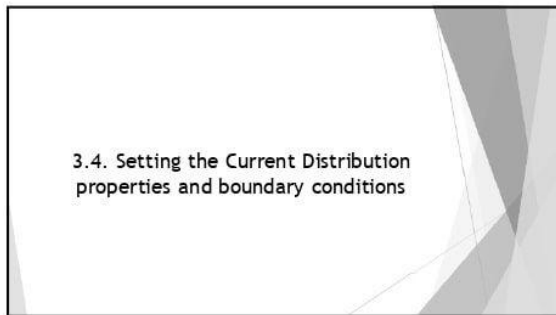 3.4. Setting the Current Distribution
properties and boundary conditions